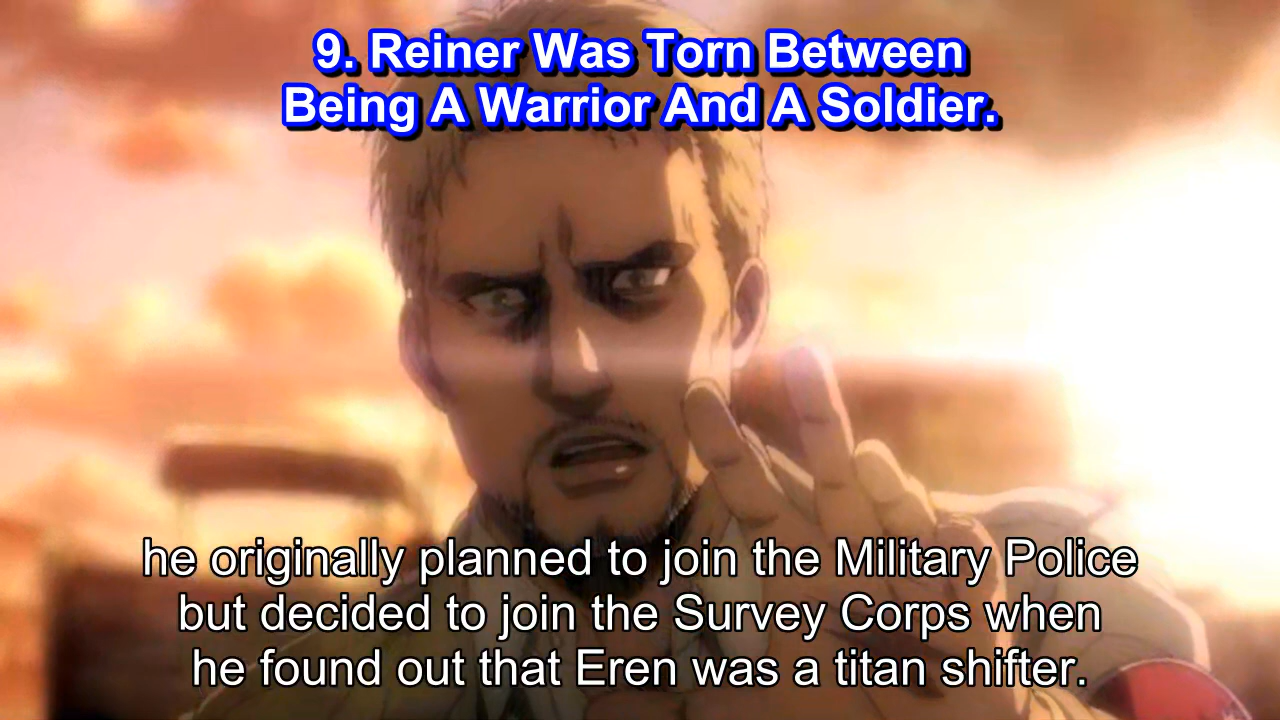 9. Reiner Was Torn Between
Being A Warrior And A Soldier.
he originally planned to join the Military Police
but decided to join the Survey Corps when
he found out that Eren was a titan shifter.